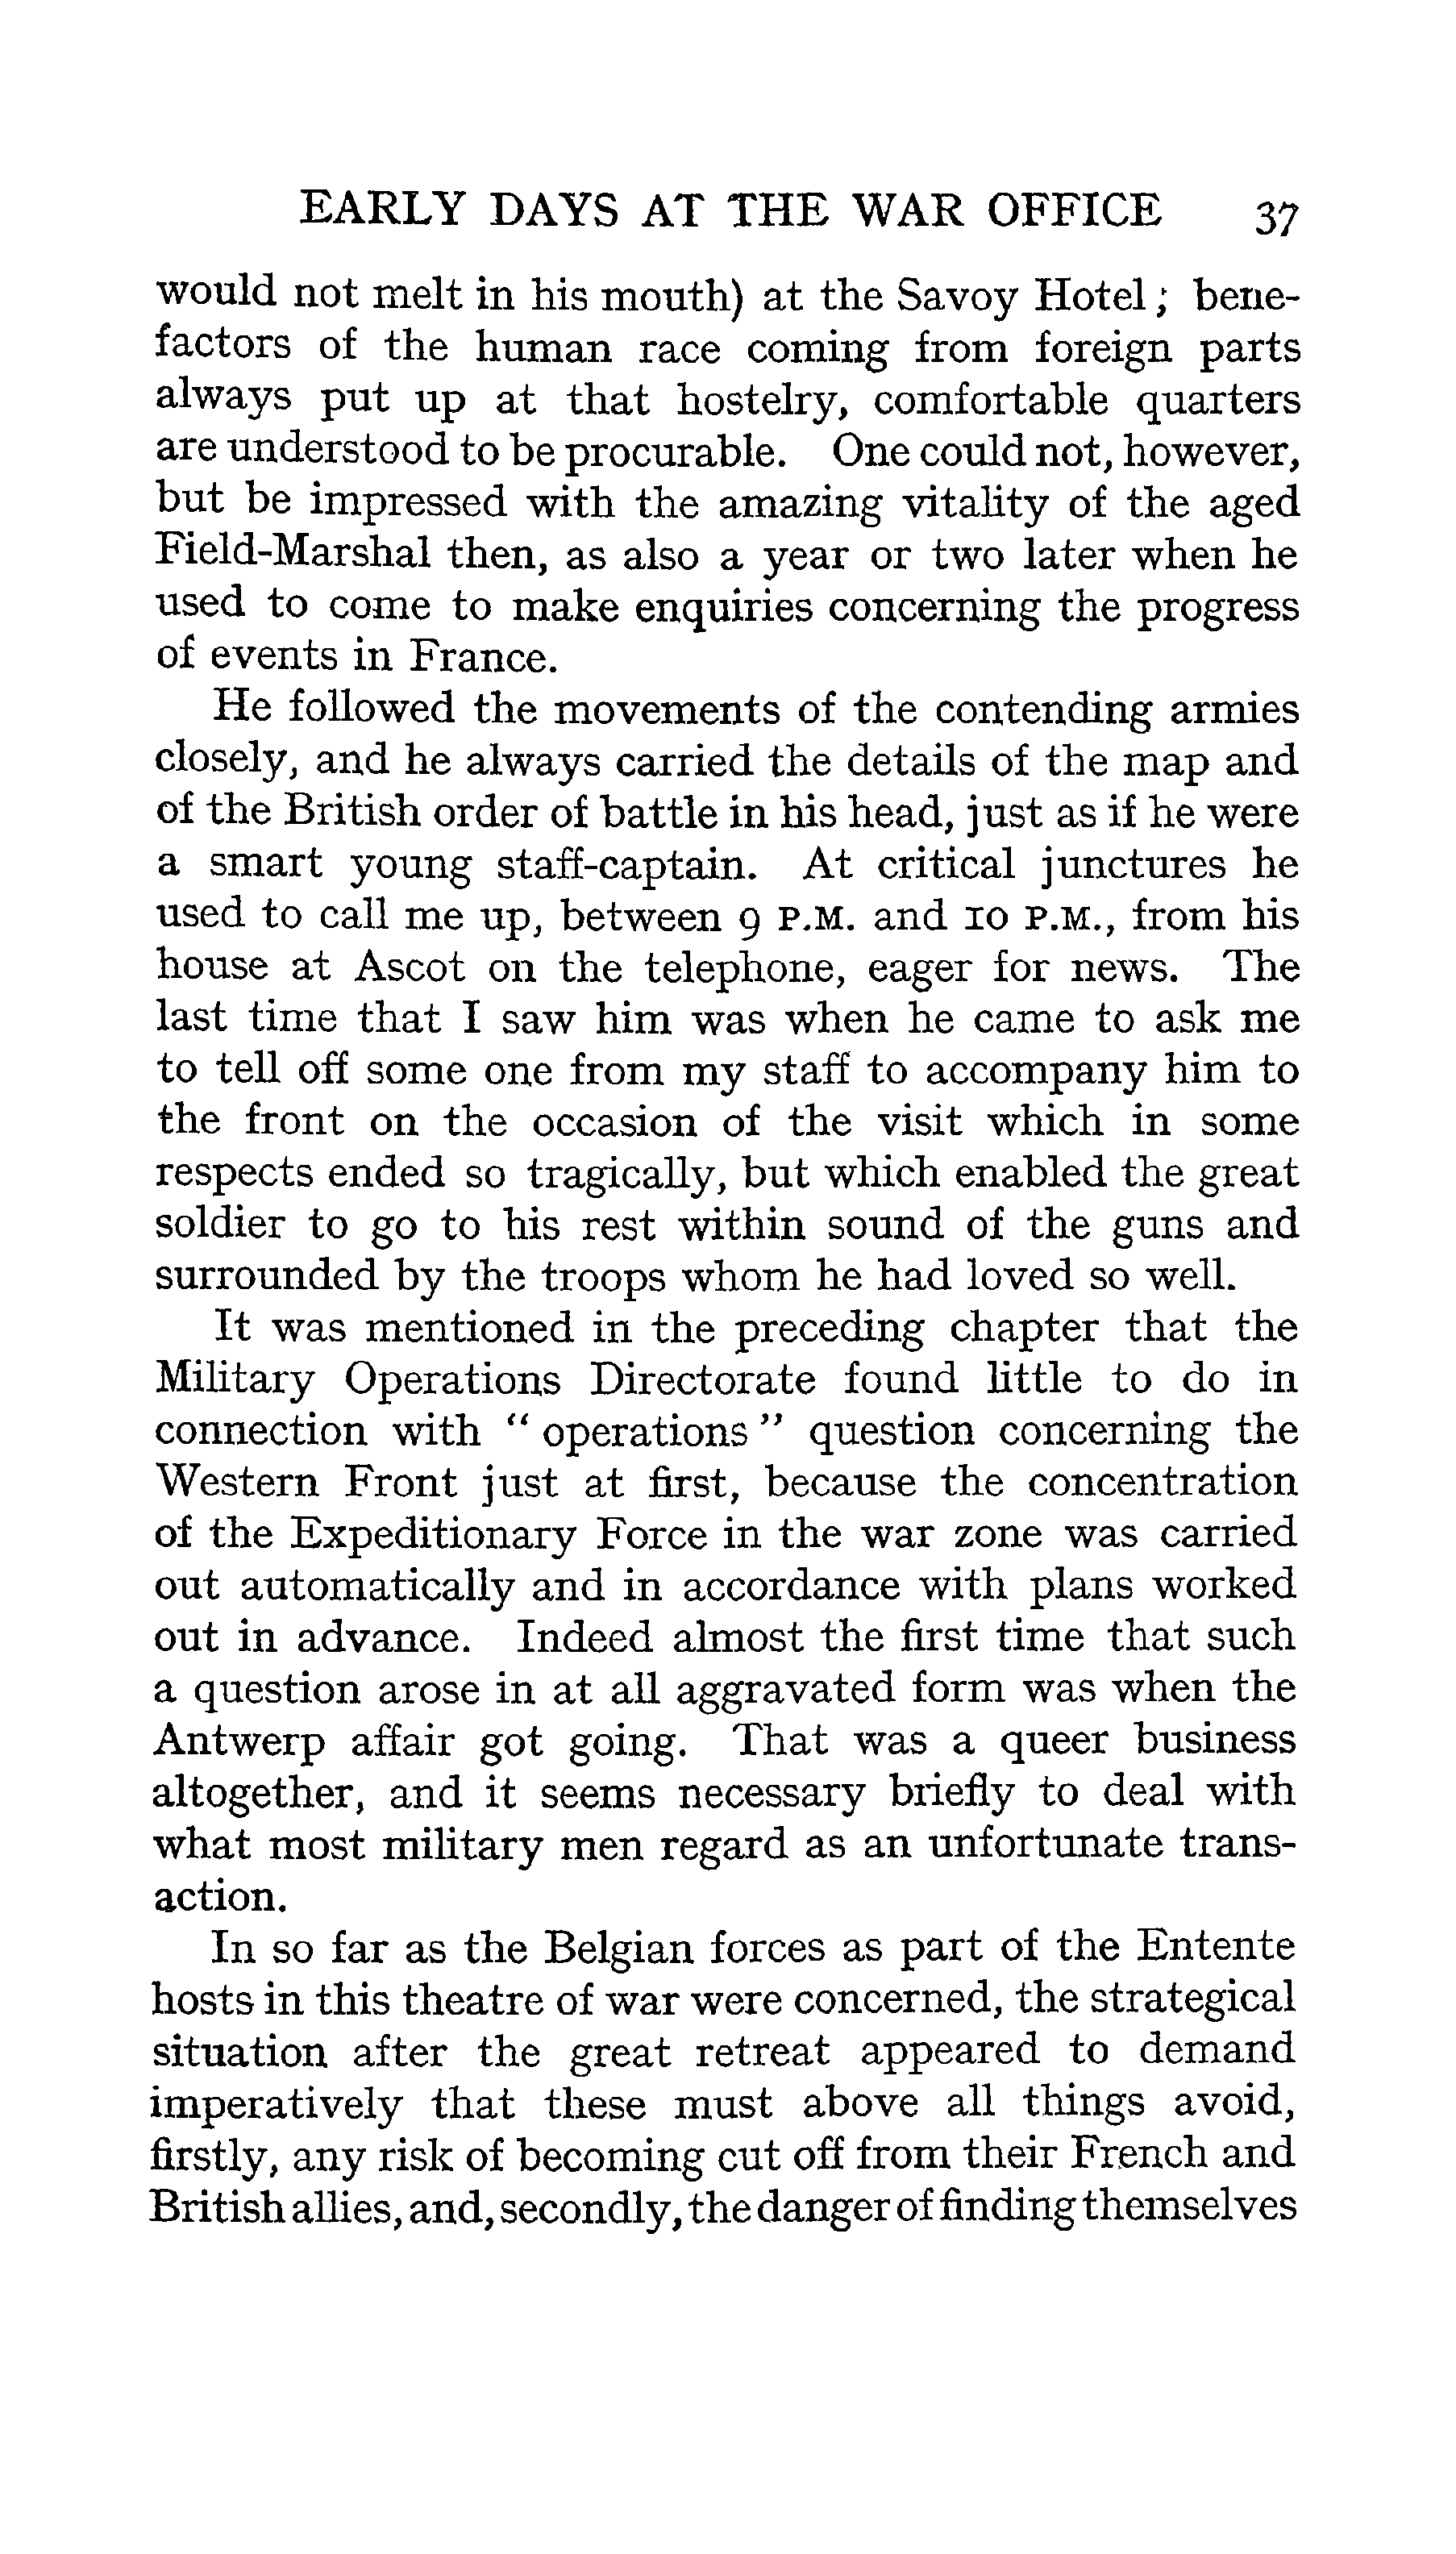 EARLY DAYS AT THE WAR OFFICE 37
would not melt in his mouth) at the Savoy Hotel; bene-
factors of the human race coming from foreign parts
always put up at that hostelry, comfortable quarters
are understood to be procurable. One could not, however,
but be impressed with the amazing vitality of the aged
Field-Marshal then, as also a year or two later when he
used to come to make enquiries concerning the progress
of events in France.
He followed the movements of the contending armies
closely, and he always carried the details of the map and
of the British order of battle in his head, just as if he were
a smart young staff-captain. At critical junctures he
used to call me up, between 9 P.M. and 10 P.M., from his
house at Ascot on the telephone, eager for news. The
last time that I saw him was when he came to ask me
to tell off some one from my staff to accompany him to
the front on the occasion of the visit which in some
respects ended so tragically, but which enabled the great
soldier to go to his rest within sound of the guns and
surrounded by the troops whom he had loved so well.
It was mentioned in the preceding chapter that the
Military Operations Directorate found little to do in
connection with "operations" question concerning the
Western Front just at first, because the concentration
of the Expeditionary Force in the war zone was carried
out automatically and in accordance with plans worked
out in advance. Indeed almost the first time that such
a question arose in at all aggravated form was when the
Antwerp affair got going. That was a queer business
altogether, and it seems necessary briefly to deal with
what most military men regard as an unfortunate trans-
action.
In so far as the Belgian forces as part of the Entente
hosts in this theatre of war were concerned, the strategical
situation after the great retreat appeared to demand
imperatively that these must above all things avoid,
firstly, any risk of becoming cut off from their French and
British allies, and, secondly, the danger of finding themselves